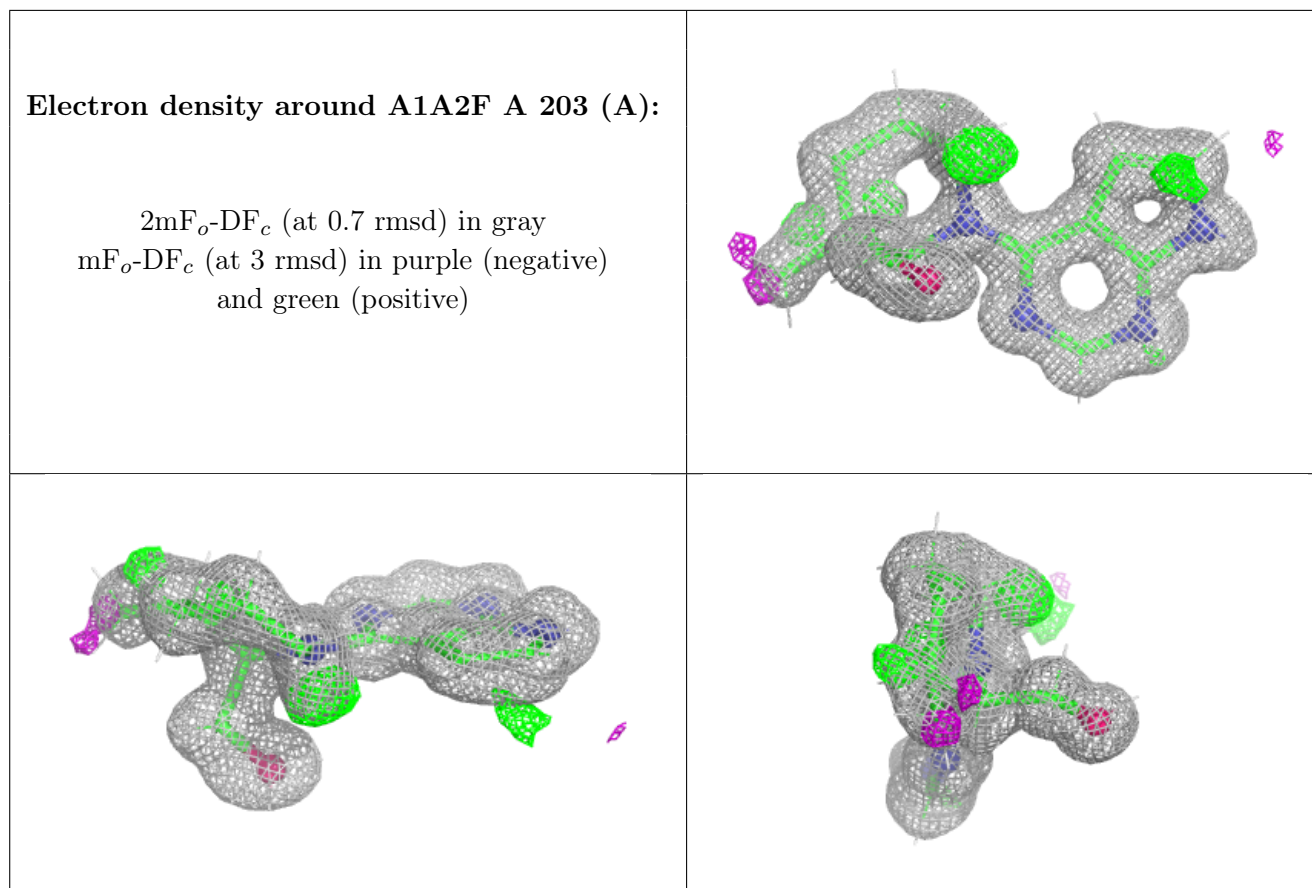 Electron density around A1A2F A 203 (A):
2mFo-DFc (at 0.7 rmsd) in gray
mFo-DFc (at 3 rmsd) in purple (negative)
and green (positive)